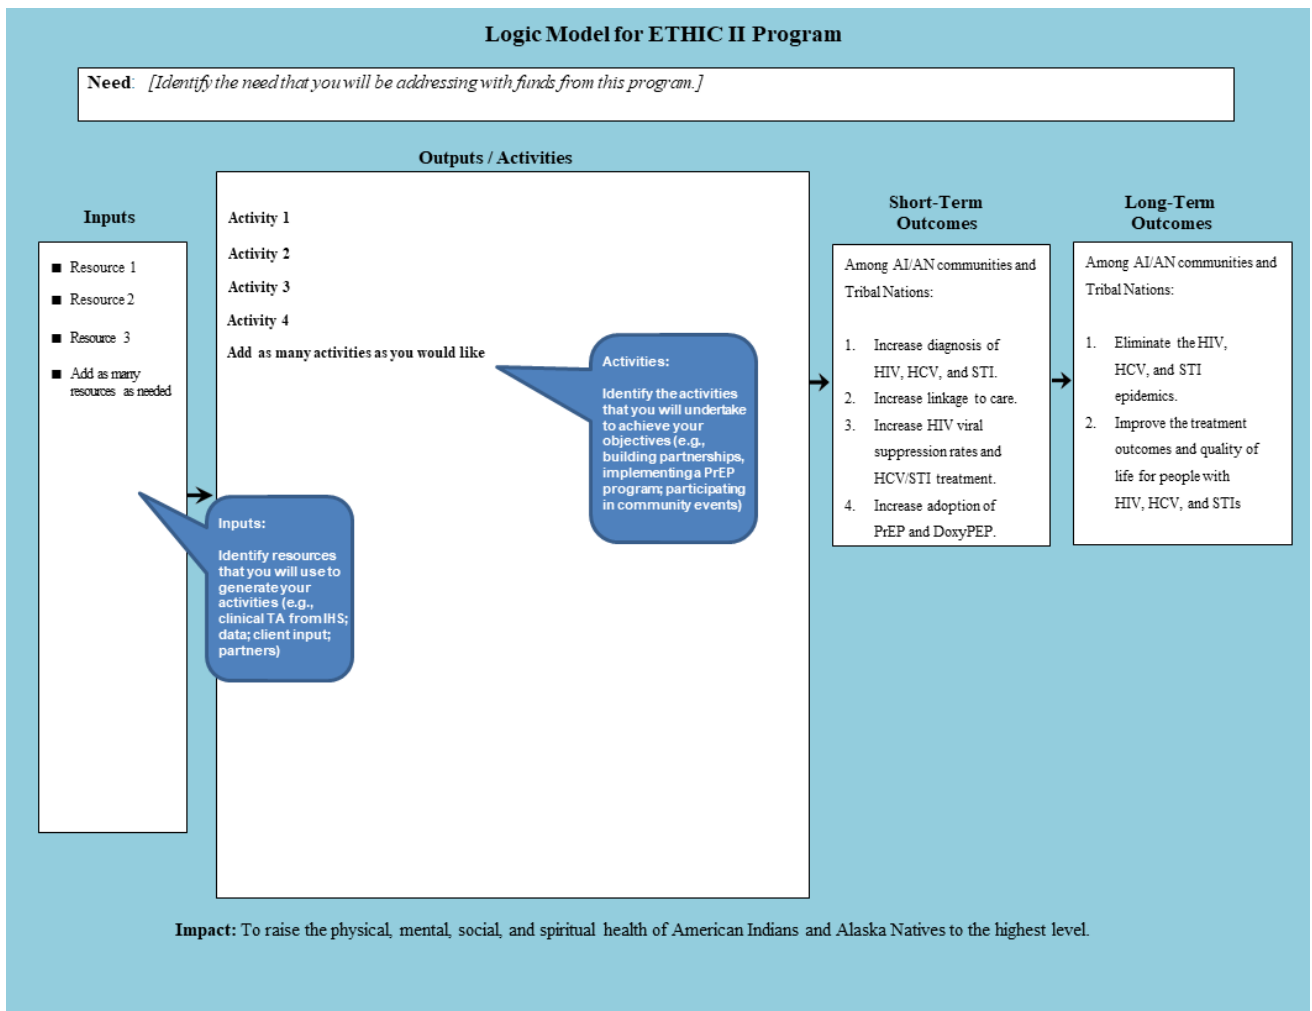 Logic Model for ETHIC II Program
Need: [Identify the need that you will be addressing with funds from this program.]
Inputs
■ Resource 1
■ Resource 2
■ Resource 3
■ Add as many
resources as needed
Inputs:
Identify resources
that you will use to
generate your
activities (e.g.,
clinical TA from IHS;
data; client input;
partners)
Outputs / Activities
Activity 1
Activity 2
Activity 3
Activity 4
Add as many activities as you would like
Activities:
Identify the activities
that you will undertake
to achieve your
objectives (e.g.,
building partnerships,
implementing a PrEP
program; participating
in community events)
Short-Term
Outcomes
Among AI/AN communities and
Tribal Nations:
1. Increase diagnosis of
HIV, HCV, and STI.
2. Increase linkage to care.
3. Increase HIV viral
suppression rates and
HCV/STI treatment.
4. Increase adoption of
PrEP and DoxyPEP.
Long-Term
Outcomes
Among AI/AN communities and
Tribal Nations:
1. Eliminate the HIV,
HCV, and STI
epidemics.
2. Improve the treatment
outcomes and quality of
life for people with
HIV, HCV, and STIs
Impact: To raise the physical, mental, social, and spiritual health of American Indians and Alaska Natives to the highest level.